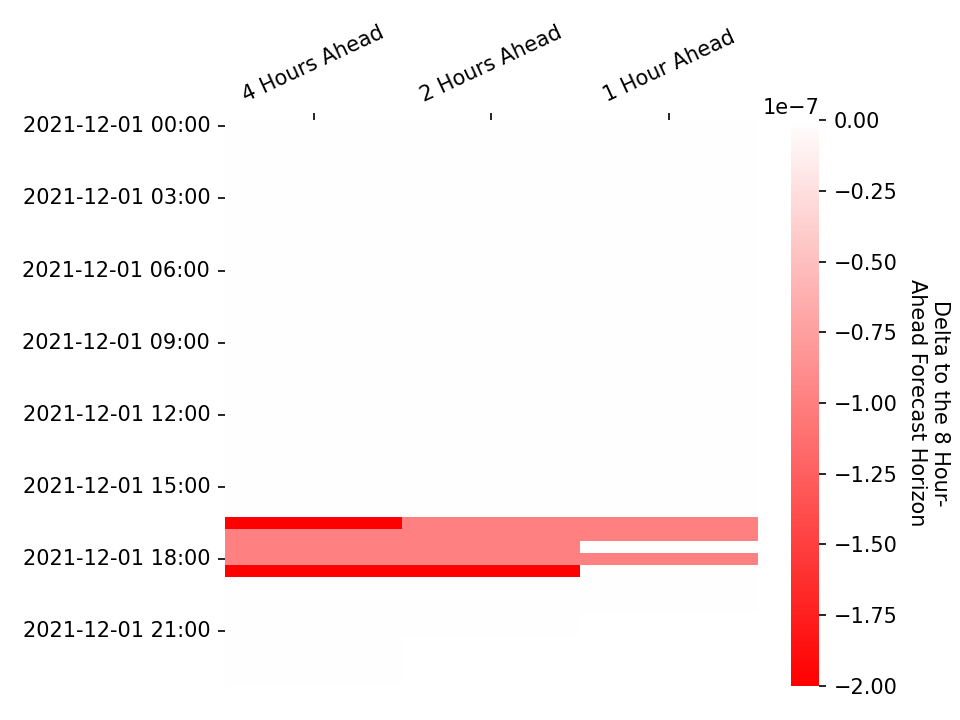 4 Hours Ahead
2 Hours Ahead
1 Hour Ahead
2021-12-01 00:00
2021-12-01 03:00
2021-12-01 06:00
2021-12-01 09:00
2021-12-01 12:00
2021-12-01 15:00
2021-12-01 18:00
2021-12-01 21:00
1e−7
0.00
−0.25
−0.50
−0.75
−1.00
−1.25
−1.50
−1.75
−2.00
Delta to the 8 Hour-
Ahead Forecast Horizon